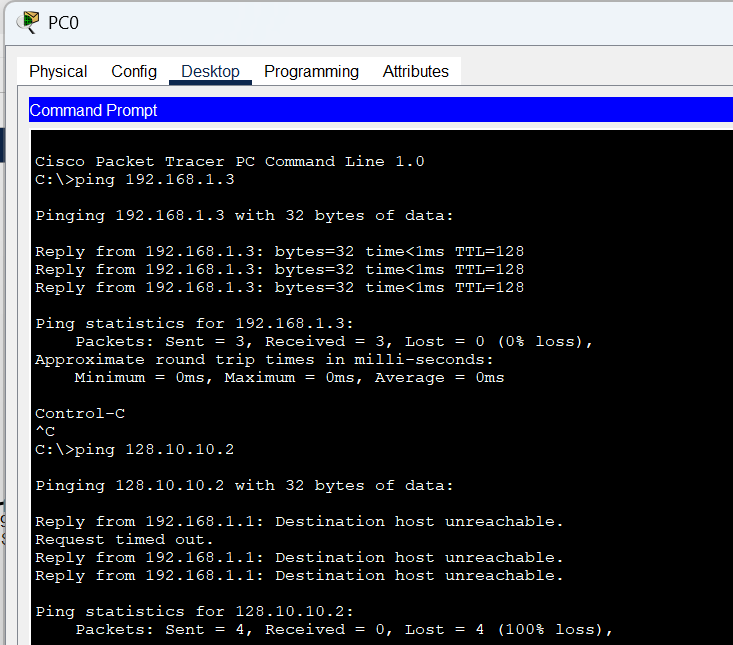 PC0
Physical Config Desktop Programming Attributes
Command Prompt
Cisco Packet Tracer PC Command Line 1.0
C:\>ping 192.168.1.3
Pinging 192.168.1.3 with 32 bytes of data:
Reply from 192.168.1.3: bytes=32 time<1ms TTL=128
Reply from 192.168.1.3: bytes=32 time<1ms TTL=128
Reply from 192.168.1.3: bytes=32 time<1ms TTL=128
Ping statistics for 192.168.1.3:
Packets: Sent = 3, Received = 3, Lost = 0 (0% loss),
Approximate round trip times in milli-seconds:
Minimum = 0ms, Maximum = 0ms, Average = 0ms
Control-C
^C
C:\>ping 128.10.10.2
Pinging 128.10.10.2 with 32 bytes of data:
Reply from 192.168.1.1: Destination host unreachable.
Request timed out.
Reply from 192.168.1.1: Destination host unreachable.
Reply from 192.168.1.1: Destination host unreachable.
Ping statistics for 128.10.10.2:
Packets: Sent = 4, Received = 0, Lost = 4 (100% loss),